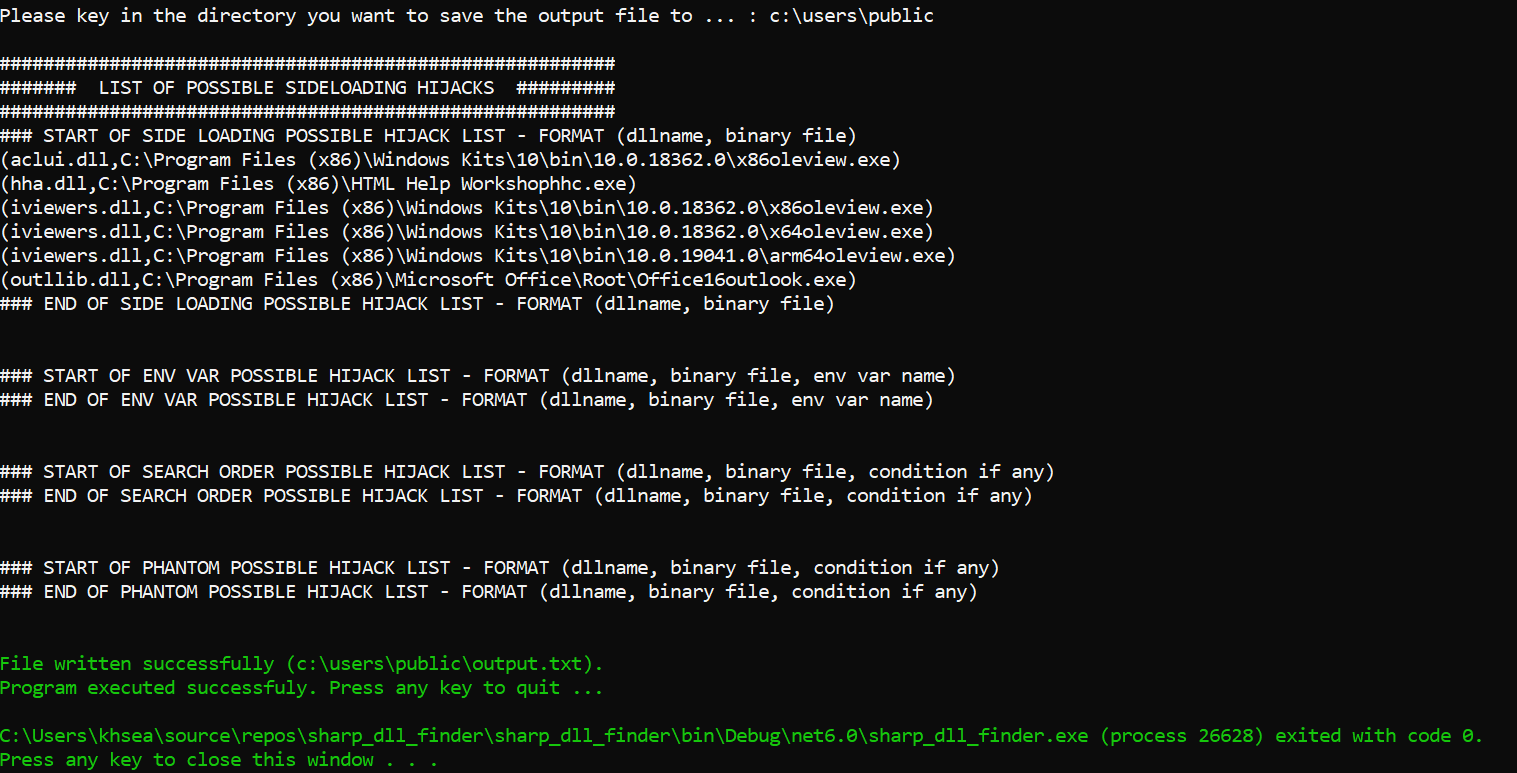 Please key in the directory you want to save the output file to ... : c:\users\public
########################################################
#######  LIST OF POSSIBLE SIDELOADING HIJACKS  #########
########################################################
### START OF SIDE LOADING POSSIBLE HIJACK LIST - FORMAT (dllname, binary file)
(aclui.dll,C:\Program Files (x86)\Windows Kits\10\bin\10.0.18362.0\x86oleview.exe)
(hha.dll,C:\Program Files (x86)\HTML Help Workshophhc.exe)
(iviewers.dll,C:\Program Files (x86)\Windows Kits\10\bin\10.0.18362.0\x86oleview.exe)
(iviewers.dll,C:\Program Files (x86)\Windows Kits\10\bin\10.0.18362.0\x64oleview.exe)
(iviewers.dll,C:\Program Files (x86)\Windows Kits\10\bin\10.0.19041.0\arm64oleview.exe)
(outllib.dll,C:\Program Files (x86)\Microsoft Office\Root\Office16outlook.exe)
### END OF SIDE LOADING POSSIBLE HIJACK LIST - FORMAT (dllname, binary file)
### START OF ENV VAR POSSIBLE HIJACK LIST - FORMAT (dllname, binary file, env var name)
### END OF ENV VAR POSSIBLE HIJACK LIST - FORMAT (dllname, binary file, env var name)
### START OF SEARCH ORDER POSSIBLE HIJACK LIST - FORMAT (dllname, binary file, condition if any)
### END OF SEARCH ORDER POSSIBLE HIJACK LIST - FORMAT (dllname, binary file, condition if any)
### START OF PHANTOM POSSIBLE HIJACK LIST - FORMAT (dllname, binary file, condition if any)
### END OF PHANTOM POSSIBLE HIJACK LIST - FORMAT (dllname, binary file, condition if any)
File written successfully (c:\users\public\output.txt).
Program executed successfuly. Press any key to quit ...
C:\Users\khsea\source\repos\sharp_dll_finder\sharp_dll_finder\bin\Debug\net6.0\sharp_dll_finder.exe (process 26628) exited with code 0.
Press any key to close this window . . .